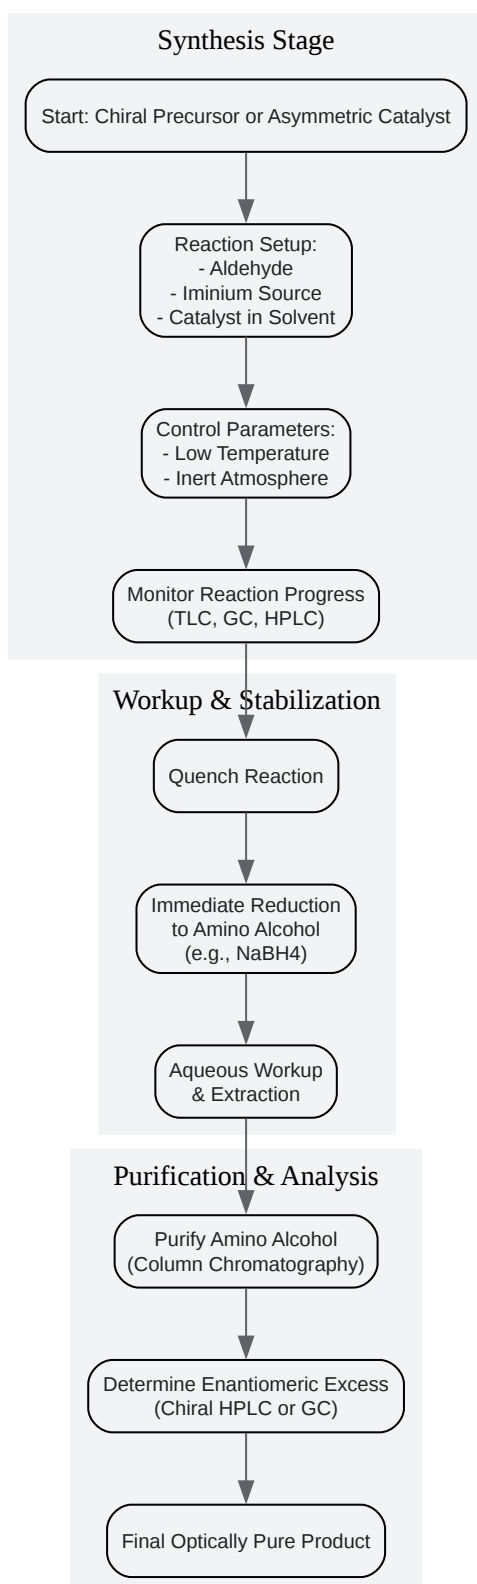 Synthesis Stage
Start: Chiral Precursor or Asymmetric Catalyst
Reaction Setup:
- Aldehyde
- Iminium Source
- Catalyst in Solvent
Control Parameters:
- Low Temperature
- Inert Atmosphere
Monitor Reaction Progress
(TLC, GC, HPLC)
Workup & Stabilization
Quench Reaction
Immediate Reduction
to Amino Alcohol
(e.g., NaBH4)
Aqueous Workup
& Extraction
Purification & Analysis
Purify Amino Alcohol
(Column Chromatography)
Determine Enantiomeric Excess
(Chiral HPLC or GC)
Final Optically Pure Product